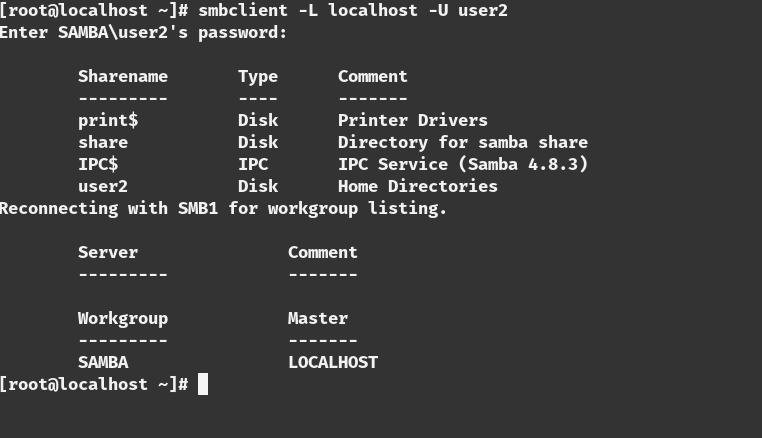 [root@localhost ~]# smbclient -L localhost -U user2
Enter SAMBA\user2's password:
Sharename Type Comment
--------- ---- -------
print$ Disk Printer Drivers
share Disk Directory for samba share
IPC$ IPC IPC Service (Samba 4.8.3)
user2 Disk Home Directories
Reconnecting with SMB1 for workgroup listing.
Server Comment
--------- -------
Workgroup Master
--------- -------
SAMBA LOCALHOST
[root@localhost ~]#